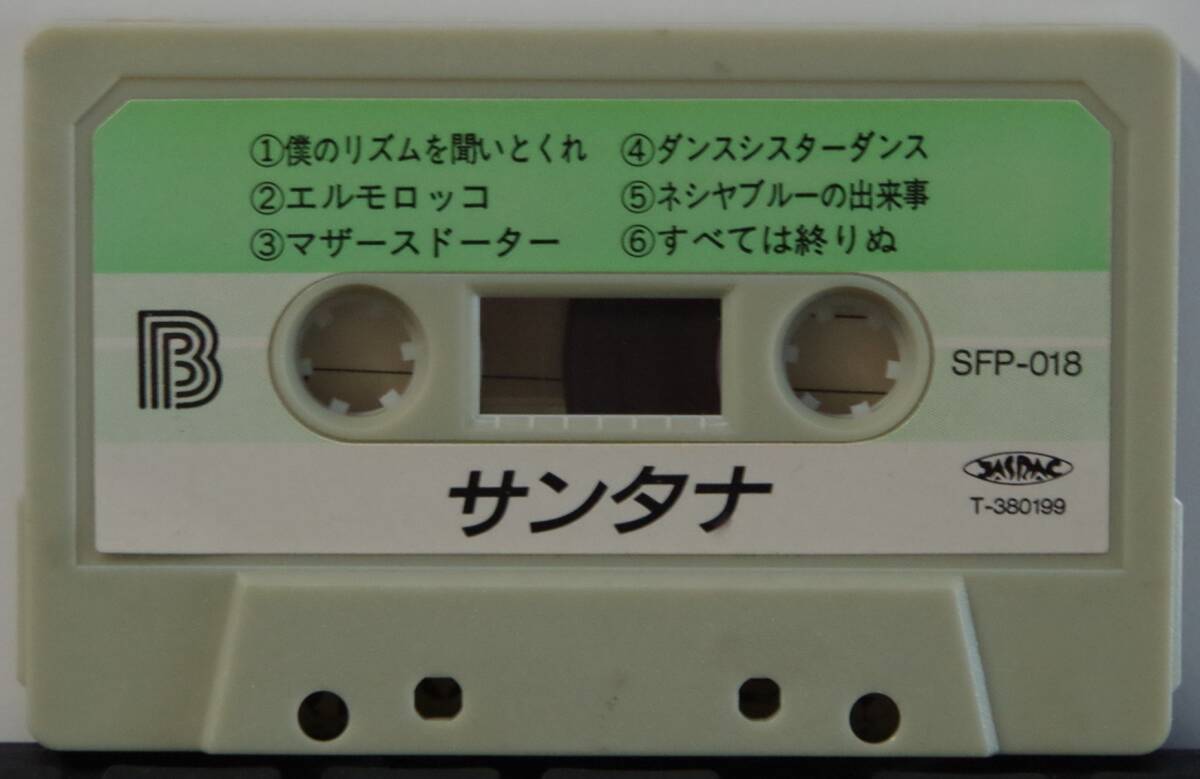 ①僕のリズムを聞いとくれ
②エルモロッコ
③マザースドーター
④ダンスシスターダンス
⑤ネシヤブルーの出来事
⑥すべては終りぬ
B
SFP-018
サンタナ
JASRAC
T-380199